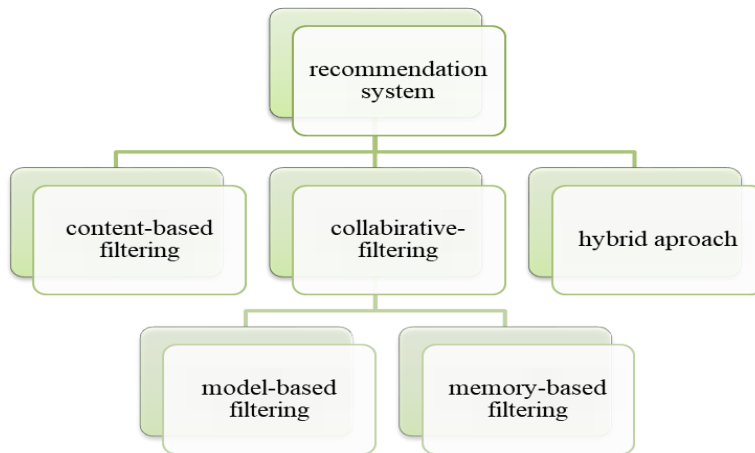 recommendation
system
content-based
filtering
collabirative-
filtering
hybrid aproach
model-based
filtering
memory-based
filtering